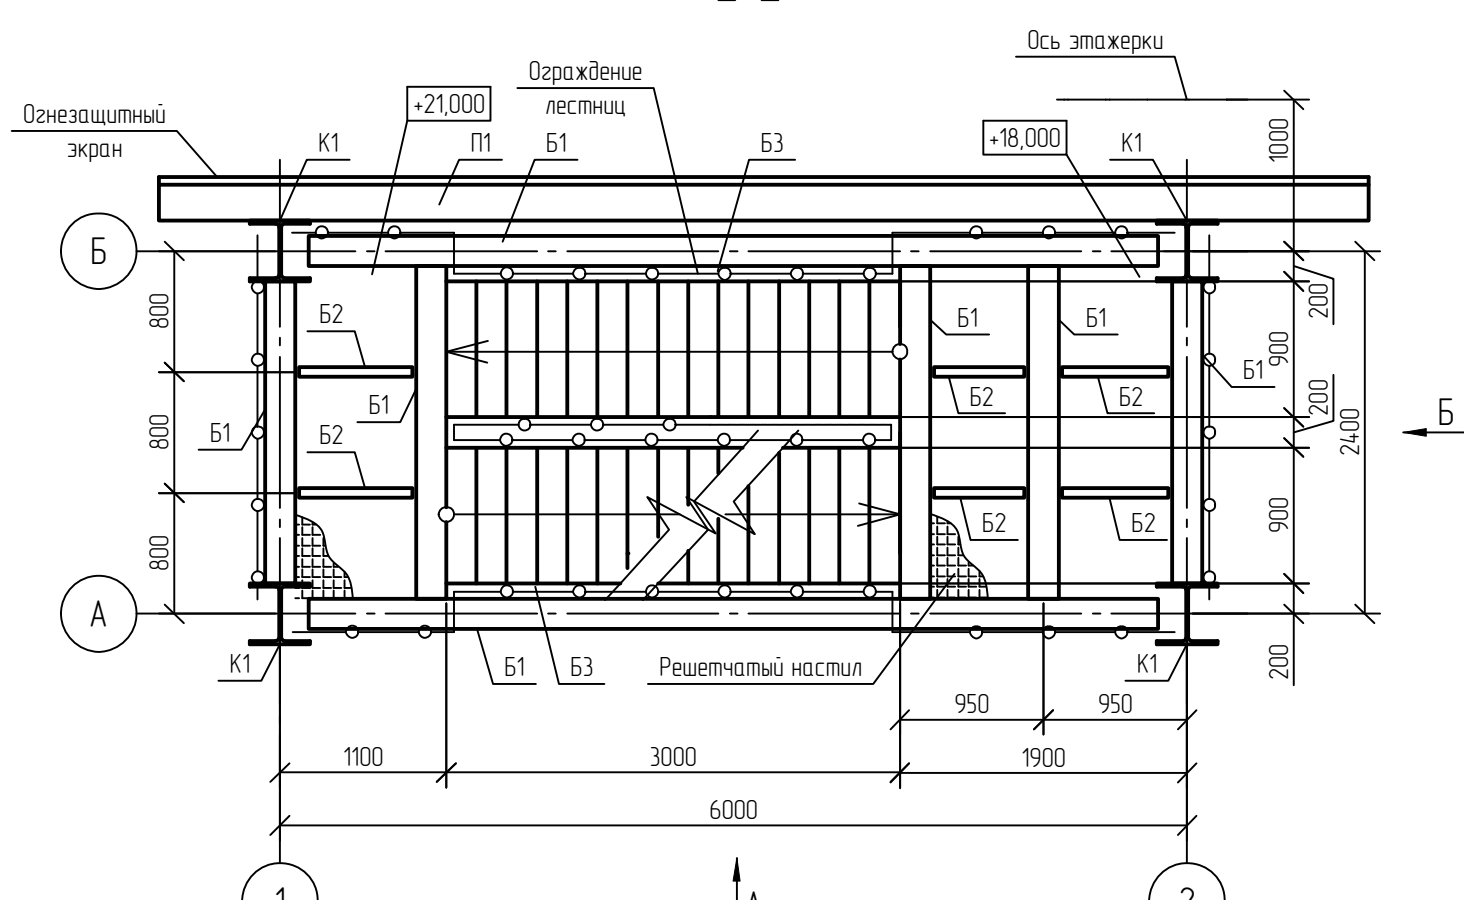 Ось этажерки
Ограждение
лестниц
+21,000
Огнезащитный
экран
К1
П1
Б1
Б3
+18,000
К1
1000
Б
800
Б2
Б1
Б1
200
900
Б1
Б2
Б2
200
Б1
800
Б1
Б2
2400
Б
800
Б2
Б2
900
А
К1
Б1
Б3
Решетчатый настил
К1
200
950
950
1100
3000
1900
6000
1
2